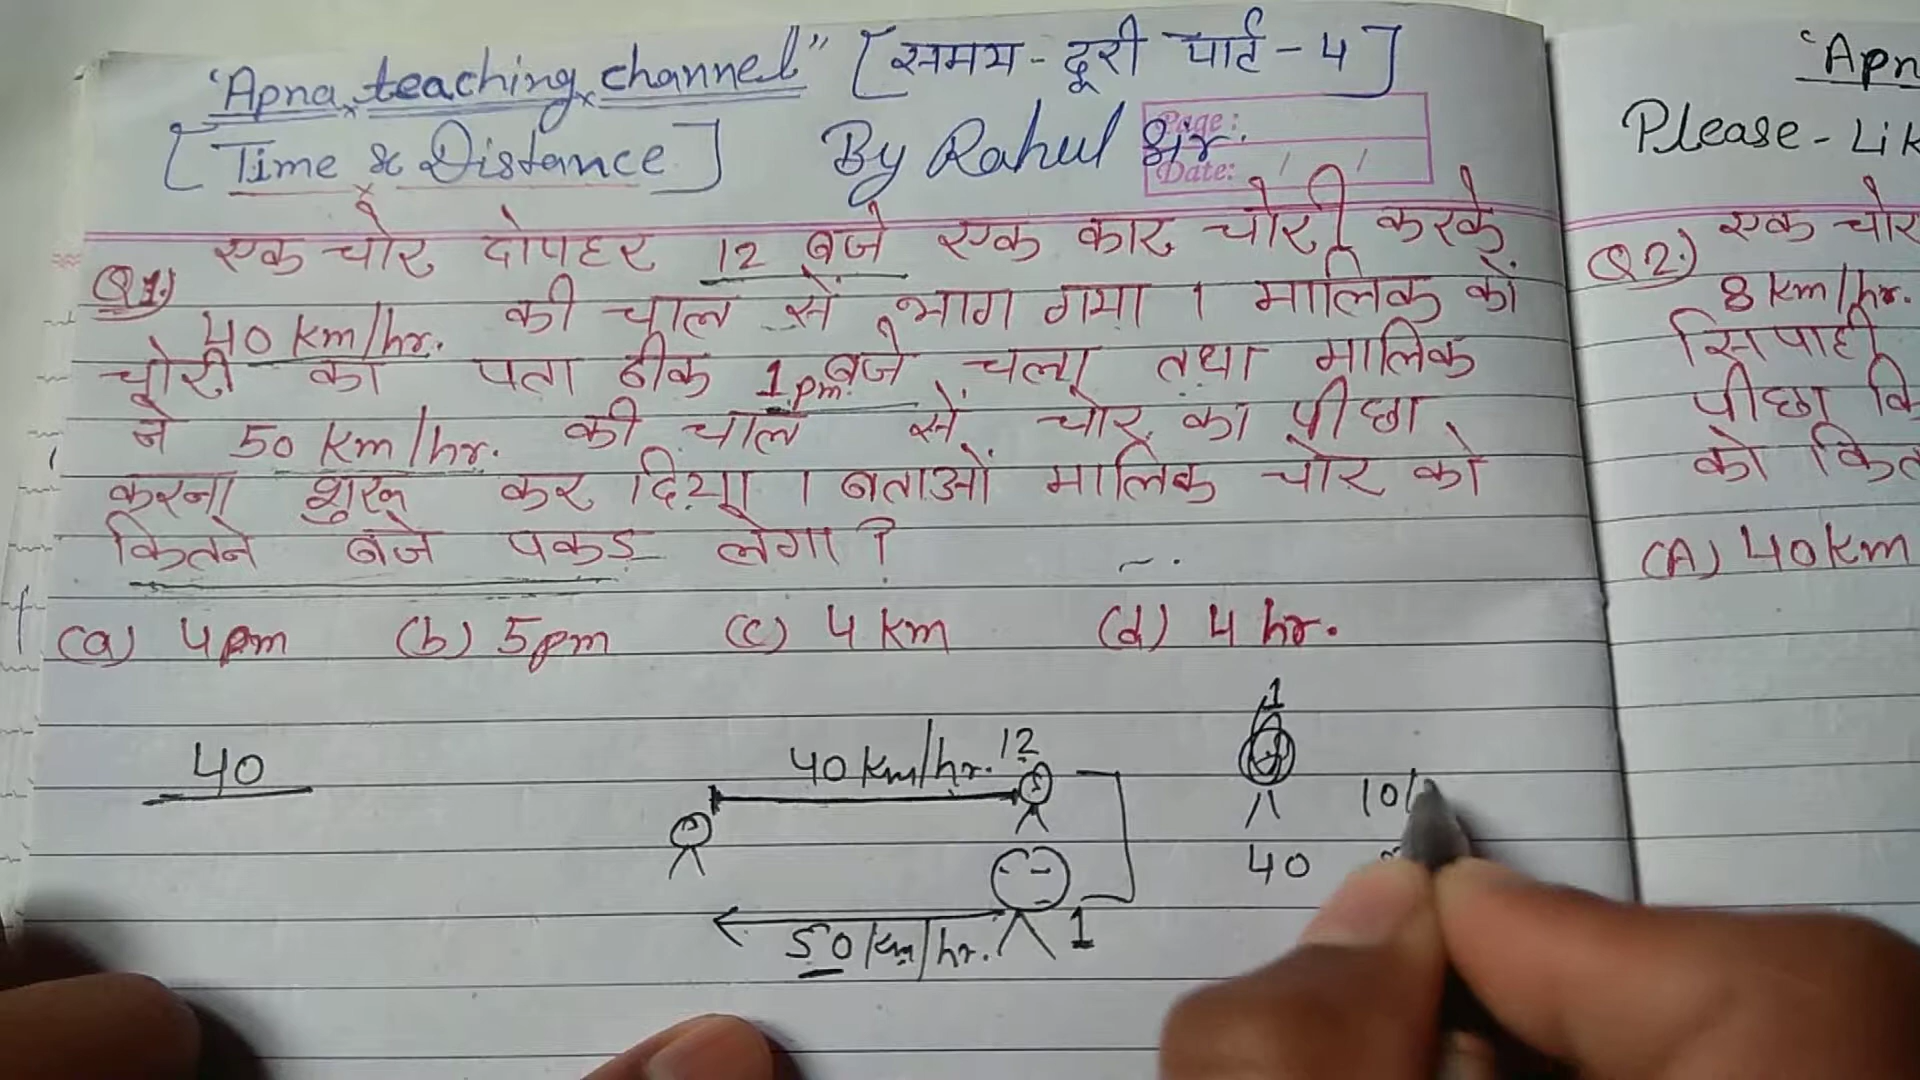 'Apna teaching channel" [समय - दूरी पार्ट - 4]
[Time & Distance] By Rahul Sir.
Page:
Date: / /
Q1.) एक चोर दोपहर 12 बजे एक कार चोरी करके
40 km/hr. की चाल से भाग गया । मालिक को
चोरी का पता ठीक 1pm. बजे चला तथा मालिक
ने 50 km/hr. की चाल से चोर का पीछा
करना शुरू कर दिया । बताओं मालिक चोर को
कितने बजे पकड़ लेगा ?
(a) 4pm (b) 5pm (c) 4 km (d) 4 hr.
40
40 km/hr. 12
50 km/hr. 1
1
40
10/
'Apn
Please - Lik
Q2.) एक चोर
8 km/hr.
सिपाही
पीछा कि
को कित
(A) 40 km